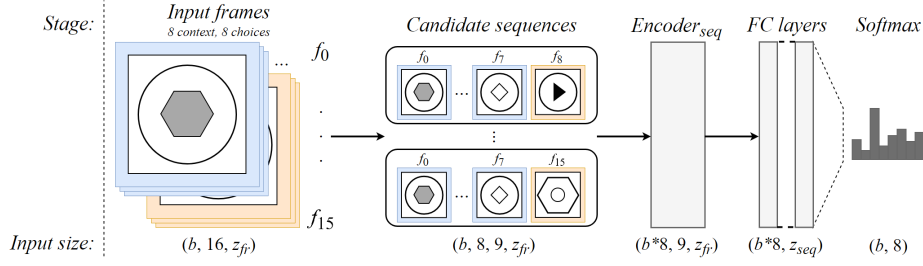 Stage:
Input frames
8 context, 8 choices
... f0
.
.
.
f15
Candidate sequences
f0 f7 f8
...
...
f0 f7 f15
...
Encoderseq
FC layers
Softmax
Input size:
(b, 16, zfr)
(b, 8, 9, zfr)
(b*8, 9, zfr)
(b*8, zseq)
(b, 8)